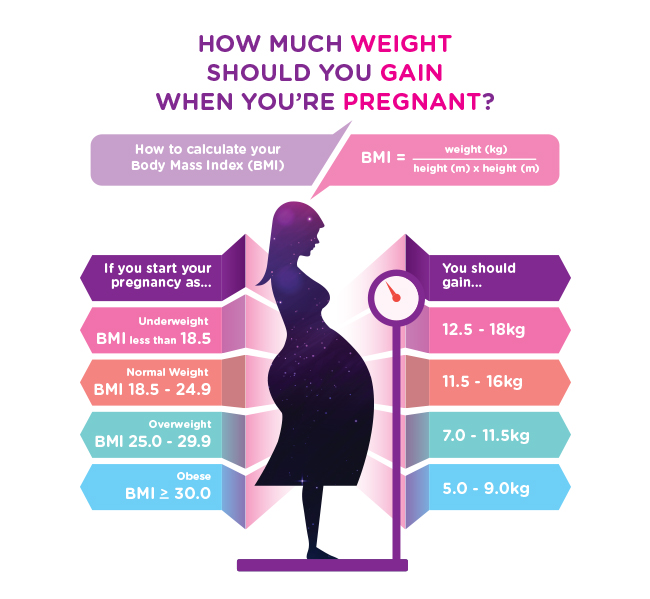 HOW MUCH WEIGHT
SHOULD YOU GAIN
WHEN YOU'RE PREGNANT?
How to calculate your
Body Mass Index (BMI)
BMI =
weight (kg)
height (m) x height (m)
If you start your
pregnancy as...
You should
gain...
Underweight
BMI less than 18.5
12.5 - 18kg
Normal Weight
BMI 18.5 - 24.9
11.5 - 16kg
Overweight
BMI 25.0 - 29.9
7.0 - 11.5kg
Obese
BMI ≥ 30.0
5.0 - 9.0kg